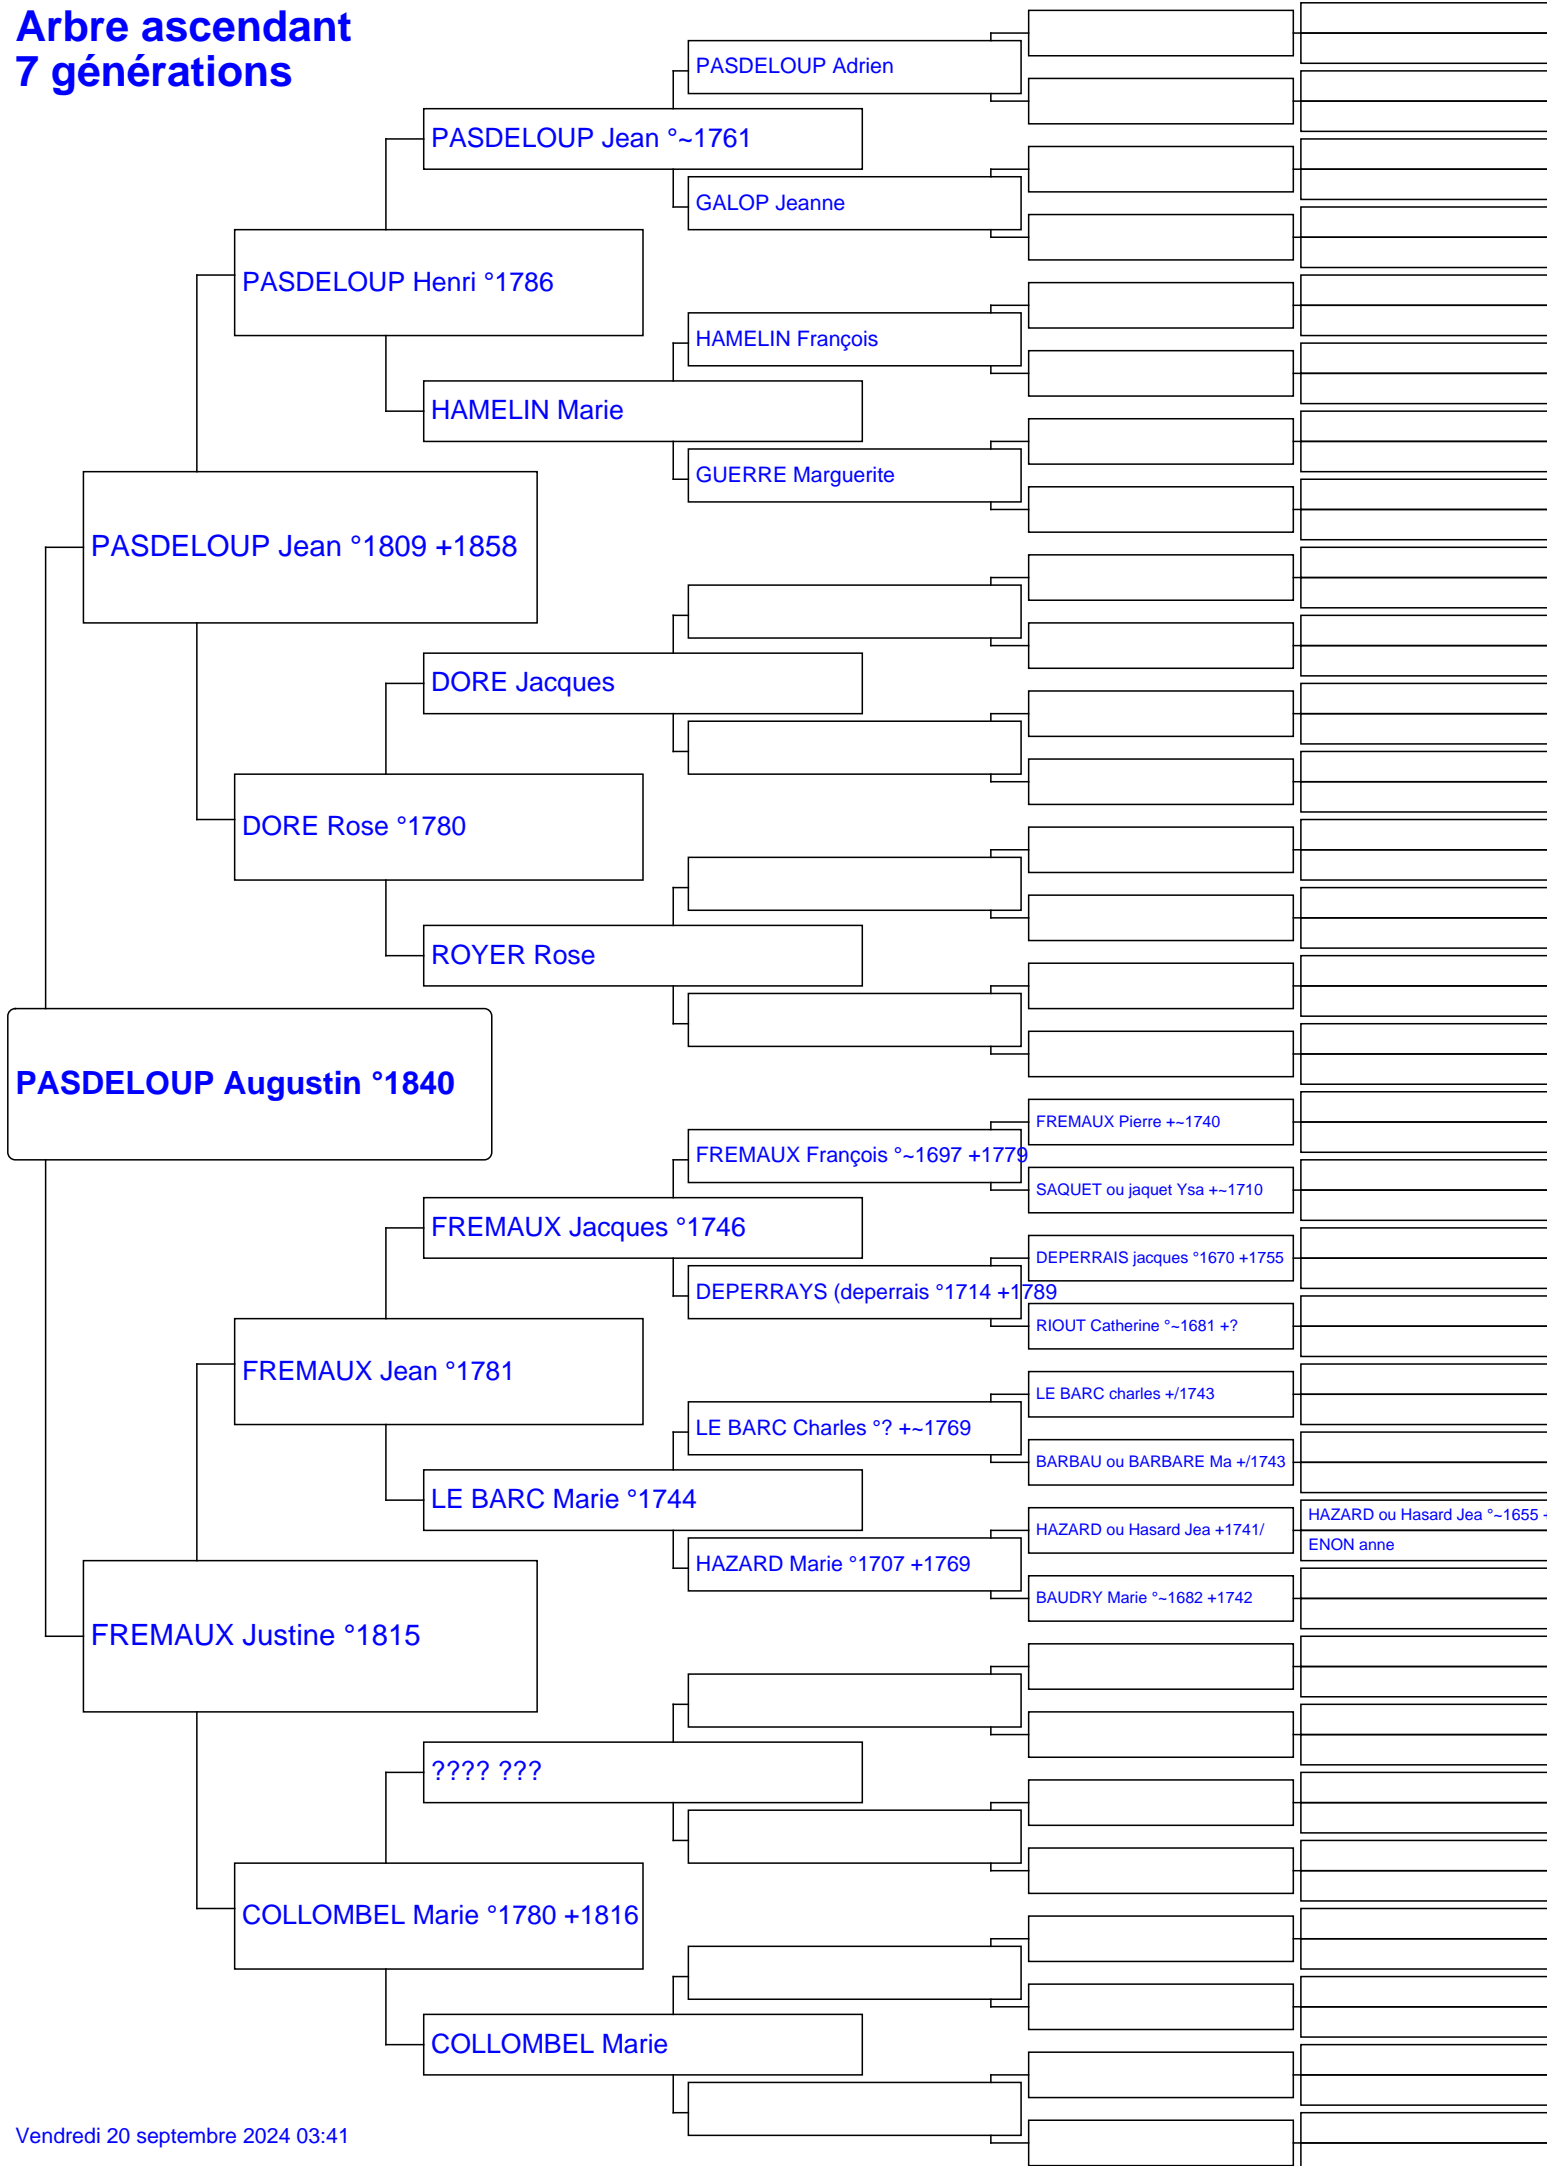 Arbre ascendant
7 générations
PASDELOUP Adrien
PASDELOUP Jean °~1761
GALOP Jeanne
PASDELOUP Henri °1786
HAMELIN François
HAMELIN Marie
GUERRE Marguerite
PASDELOUP Jean °1809 +1858
DORE Jacques
DORE Rose °1780
ROYER Rose
PASDELOUP Augustin °1840
FREMAUX Pierre +~1740
FREMAUX François °~1697 +1779
SAQUET ou jaquet Ysa +~1710
FREMAUX Jacques °1746
DEPERRAIS jacques °1670 +1755
DEPERRAYS (deperrais °1714 +1789
RIOUT Catherine °~1681 +?
FREMAUX Jean °1781
LE BARC charles +/1743
LE BARC Charles °? +~1769
BARBAU ou BARBARE Ma +/1743
LE BARC Marie °1744
HAZARD ou Hasard Jea °~1655 +
HAZARD ou Hasard Jea +1741/
ENON anne
HAZARD Marie °1707 +1769
BAUDRY Marie °~1682 +1742
FREMAUX Justine °1815
???? ???
COLLOMBEL Marie °1780 +1816
COLLOMBEL Marie
Vendredi 20 septembre 2024 03:41